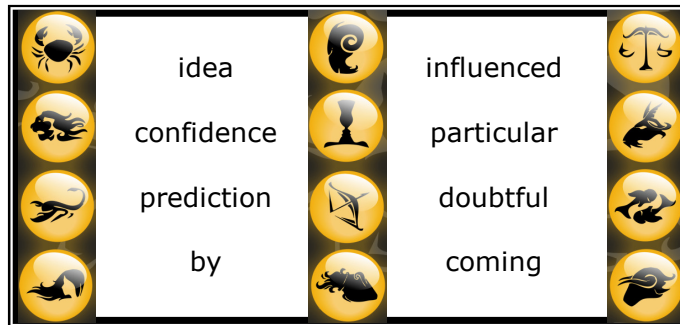 idea
confidence
prediction
by
influenced
particular
doubtful
coming